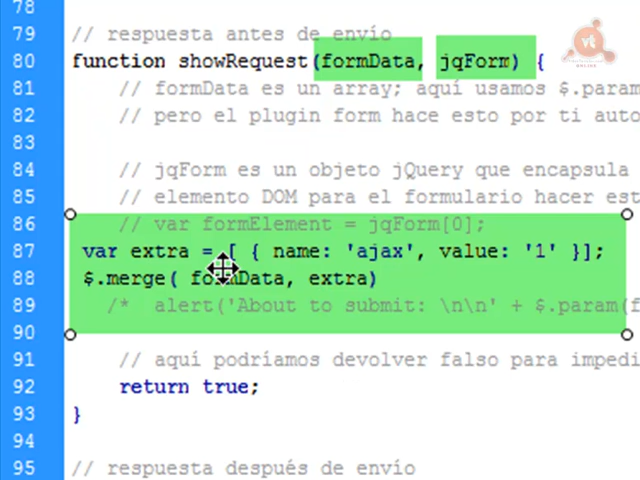 78
79 // respuesta antes de envío
80 function showRequest(formData, jqForm) {
81 // formData es un array; aquí usamos $.param
82 // pero el plugin form hace esto por ti auto
83
84 // jqForm es un objeto jQuery que encapsula
85 // elemento DOM para el formulario hacer est
86 // var formElement = jqForm[0];
87 var extra = [ { name: 'ajax', value: '1' }];
88 $.merge( formData, extra)
89 /* alert('About to submit: \n\n' + $.param(f
90
91 // aquí podríamos devolver falso para impedi
92 return true;
93 }
94
95 // respuesta después de envío
vt